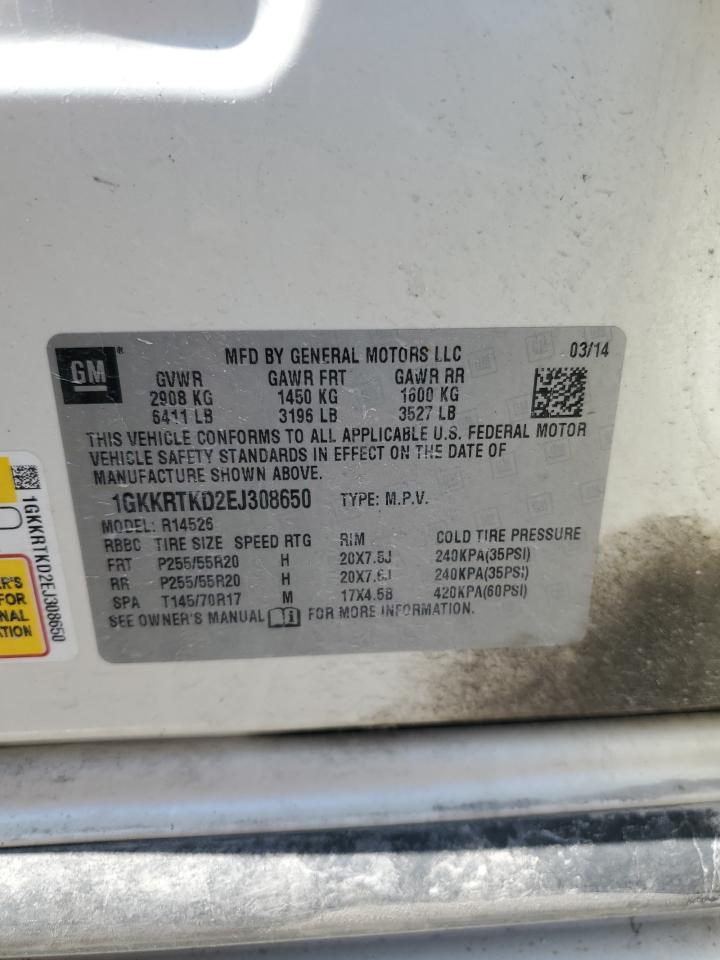 GM ®
MFD BY GENERAL MOTORS LLC 03/14
GVWR GAWR FRT GAWR RR
2908 KG 1450 KG 1600 KG
6411 LB 3196 LB 3527 LB
THIS VEHICLE CONFORMS TO ALL APPLICABLE U.S. FEDERAL MOTOR
VEHICLE SAFETY STANDARDS IN EFFECT ON THE DATE OF
MANUFACTURE SHOWN ABOVE.
1GKKRTKD2EJ308650 TYPE: M.P.V.
MODEL: R14526
RBBC TIRE SIZE SPEED RTG RIM COLD TIRE PRESSURE
FRT P255/55R20 H 20X7.5J 240KPA(35PSI)
RR P255/55R20 H 20X7.5J 240KPA(35PSI)
SPA T145/70R17 M 17X4.5B 420KPA(60PSI)
SEE OWNER'S MANUAL FOR MORE INFORMATION.
1GKKRTKD2EJ308650
ER'S
FOR
NAL
TION